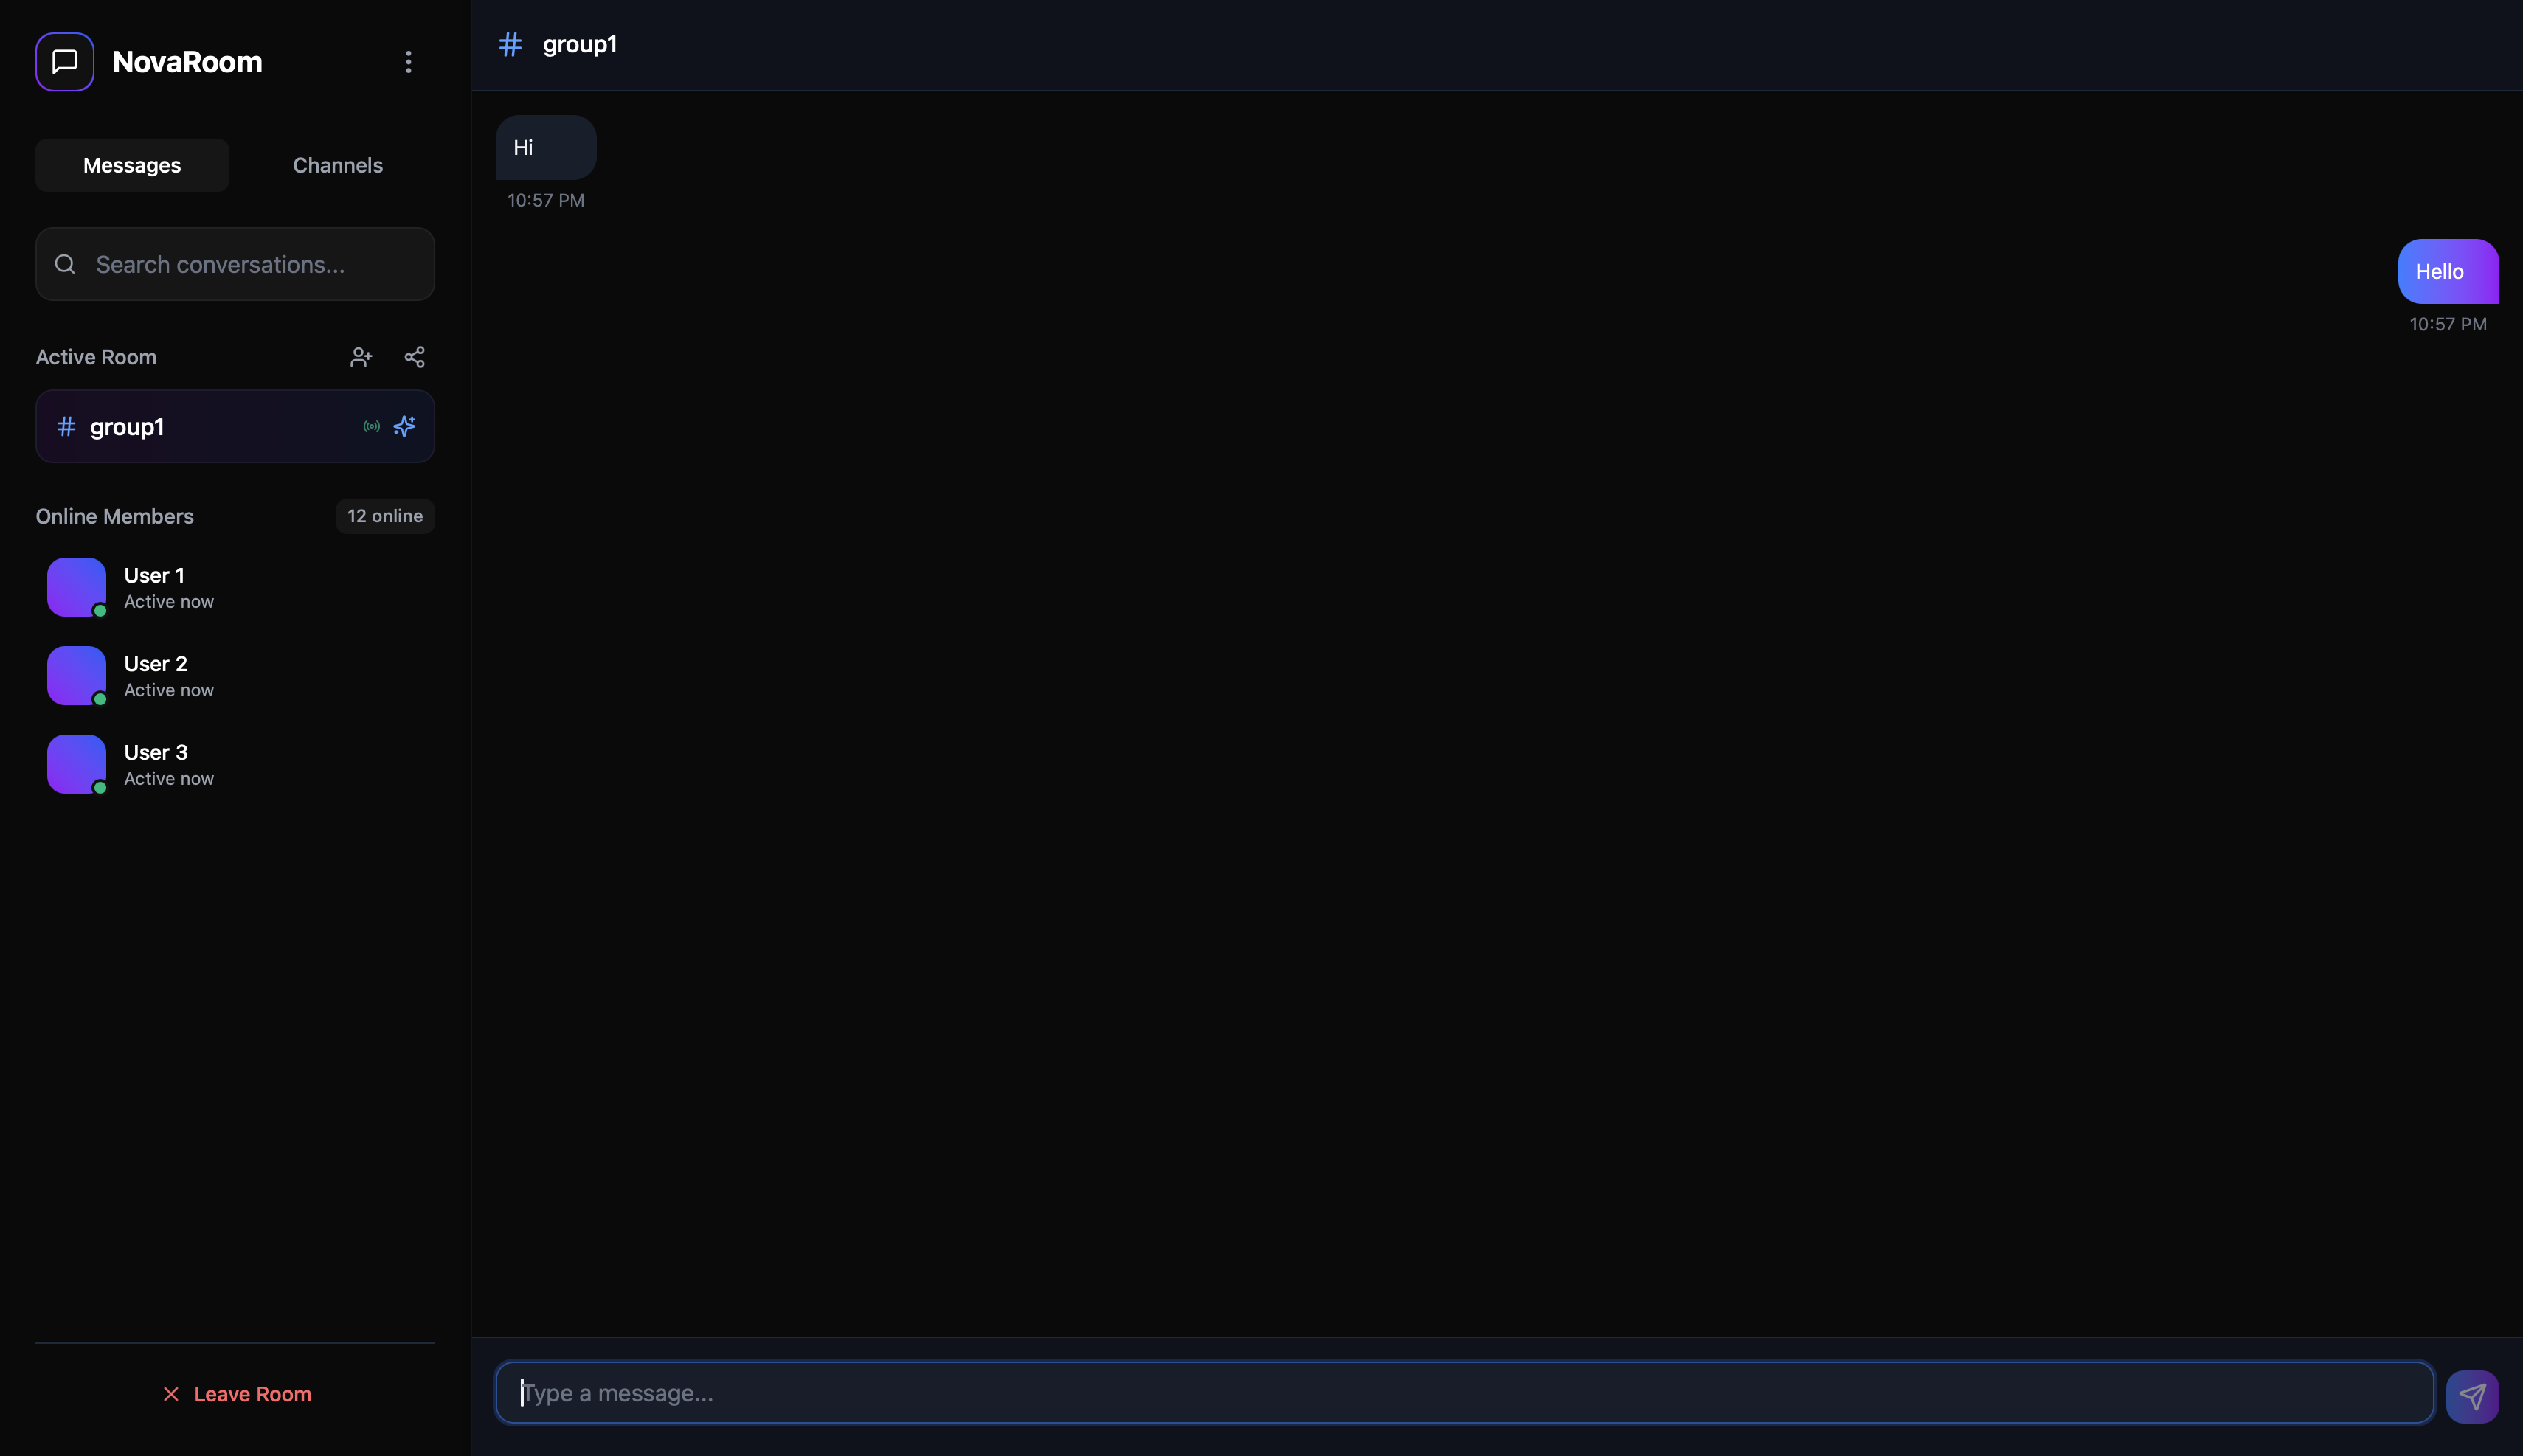 NovaRoom
Messages
Channels
Search conversations...
Active Room
# group1
Online Members
12 online
User 1
Active now
User 2
Active now
User 3
Active now
Leave Room
# group1
Hi
10:57 PM
Hello
10:57 PM
Type a message...